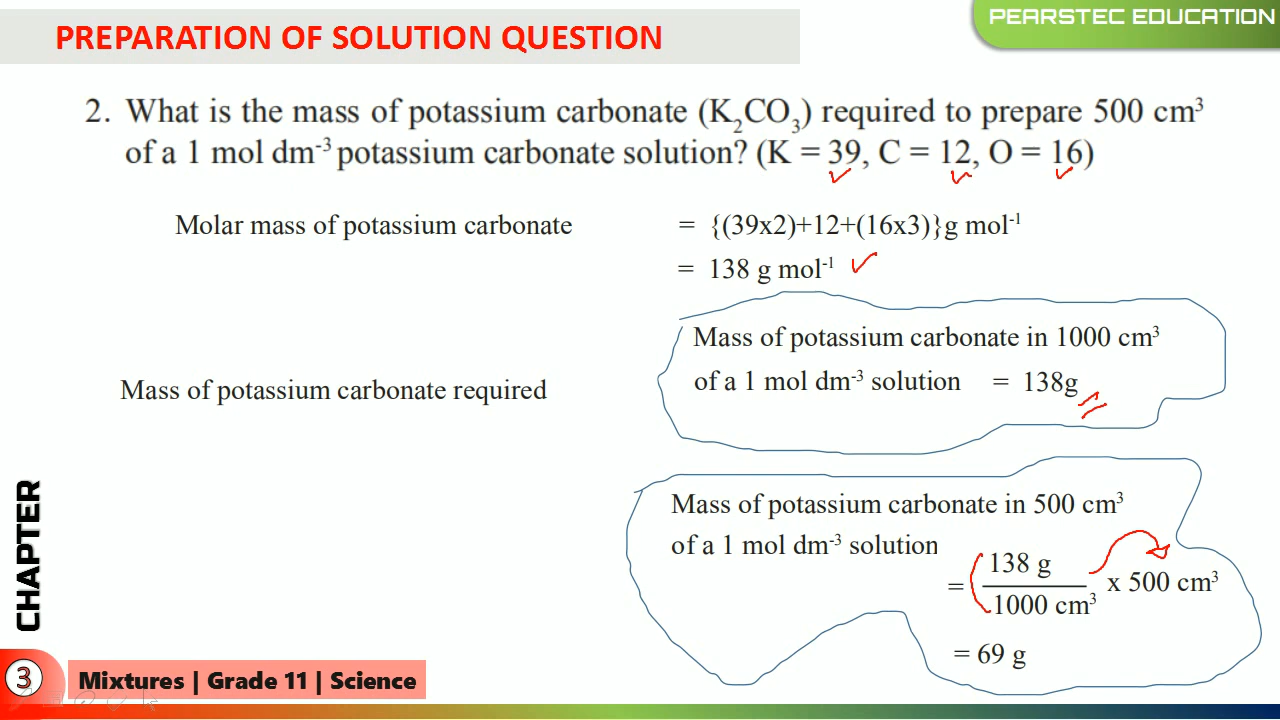 PEARSTEC EDUCATION
PREPARATION OF SOLUTION QUESTION
2. What is the mass of potassium carbonate (K₂CO₃) required to prepare 500 cm³
of a 1 mol dm⁻³ potassium carbonate solution? (K = 39, C = 12, O = 16)
Molar mass of potassium carbonate = {(39x2)+12+(16x3)}g mol⁻¹
= 138 g mol⁻¹
Mass of potassium carbonate in 1000 cm³
of a 1 mol dm⁻³ solution = 138g
Mass of potassium carbonate required
Mass of potassium carbonate in 500 cm³
of a 1 mol dm⁻³ solution
138 g
= x 500 cm³
1000 cm³
= 69 g
CHAPTER
3
Mixtures | Grade 11 | Science